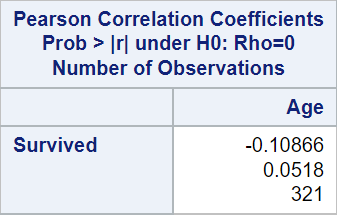 Pearson Correlation Coefficients
Prob > |r| under H0: Rho=0
Number of Observations
Age
Survived -0.10866
0.0518
321